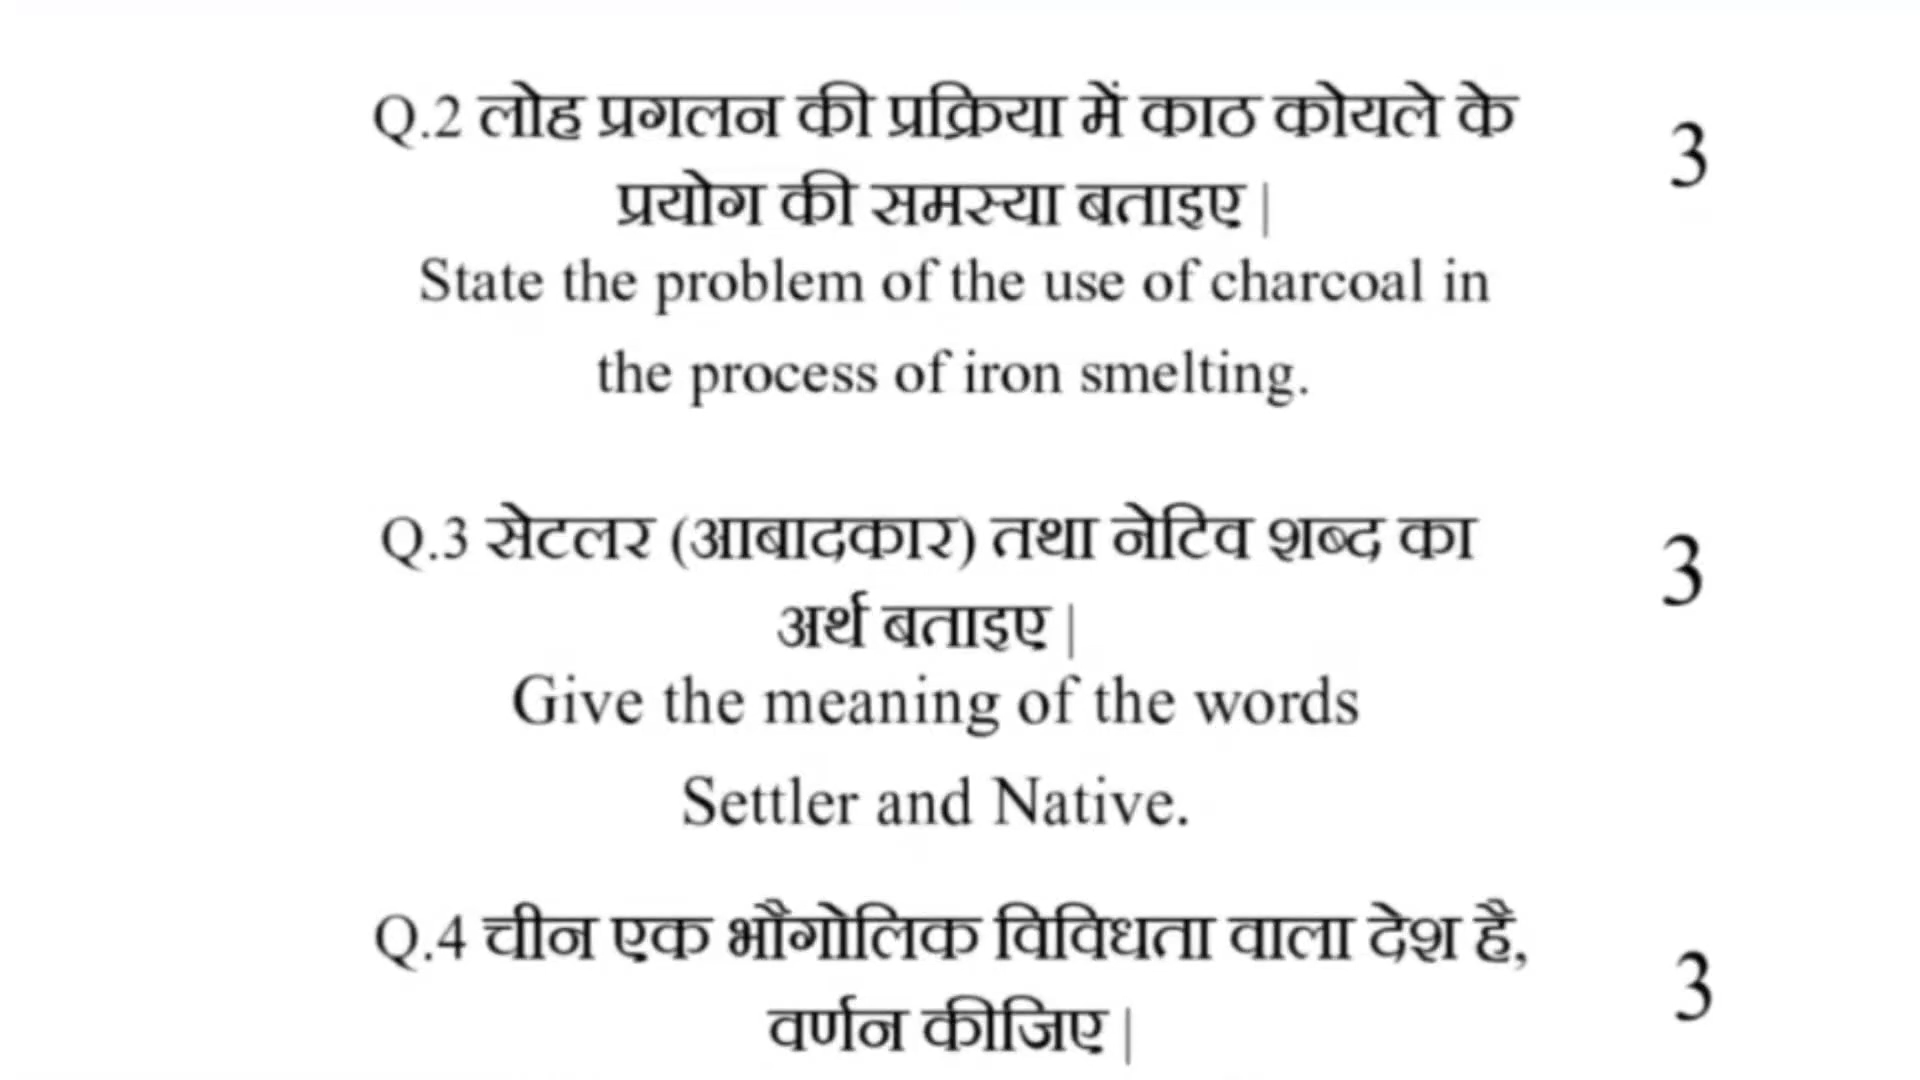 Q.2 लोह प्रगलन की प्रक्रिया में काठ कोयले के
3
प्रयोग की समस्या बताइए |
State the problem of the use of charcoal in
the process of iron smelting.
Q.3 सेटलर (आबादकार) तथा नेटिव शब्द का
3
अर्थ बताइए |
Give the meaning of the words
Settler and Native.
Q.4 चीन एक भौगोलिक विविधता वाला देश है,
3
वर्णन कीजिए |